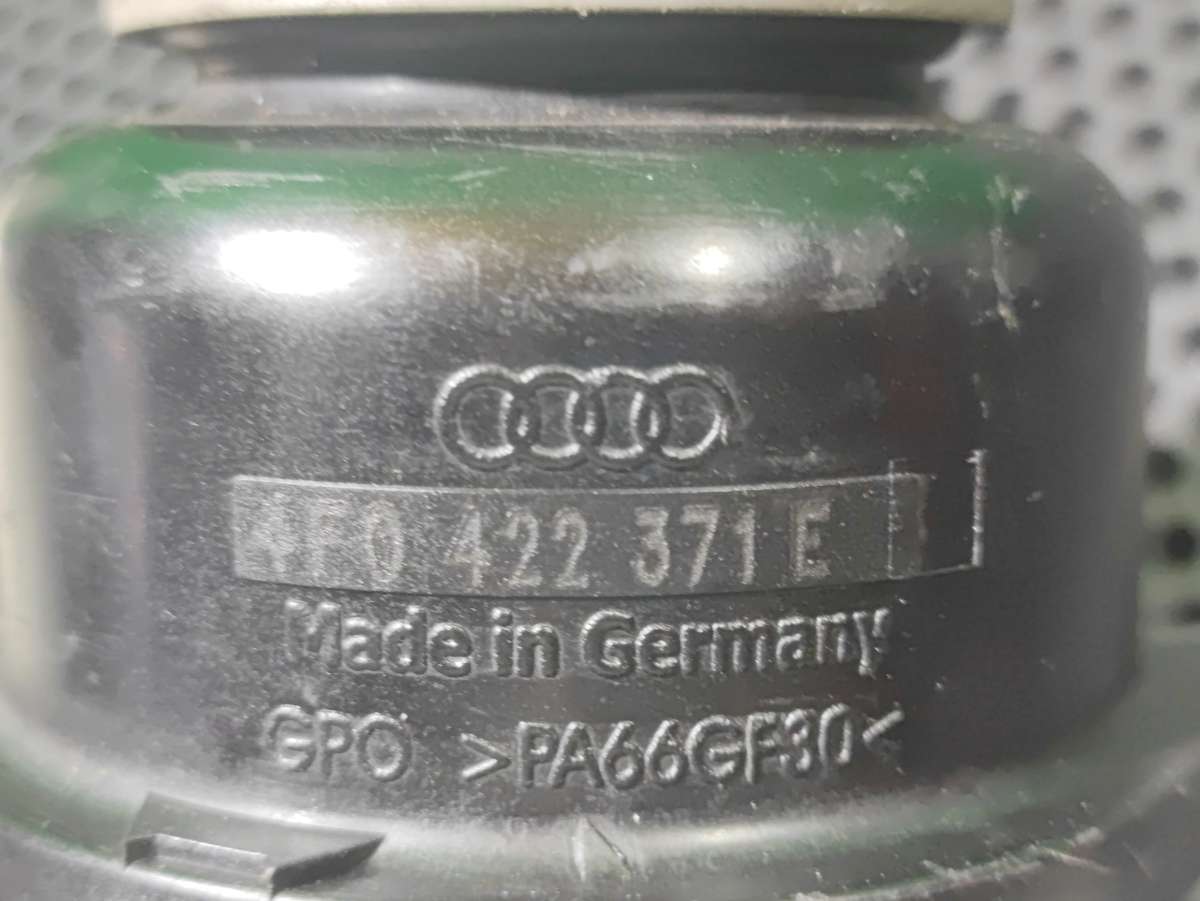 4F0 422 371 E
Made in Germany
GPO >PA66GF30<